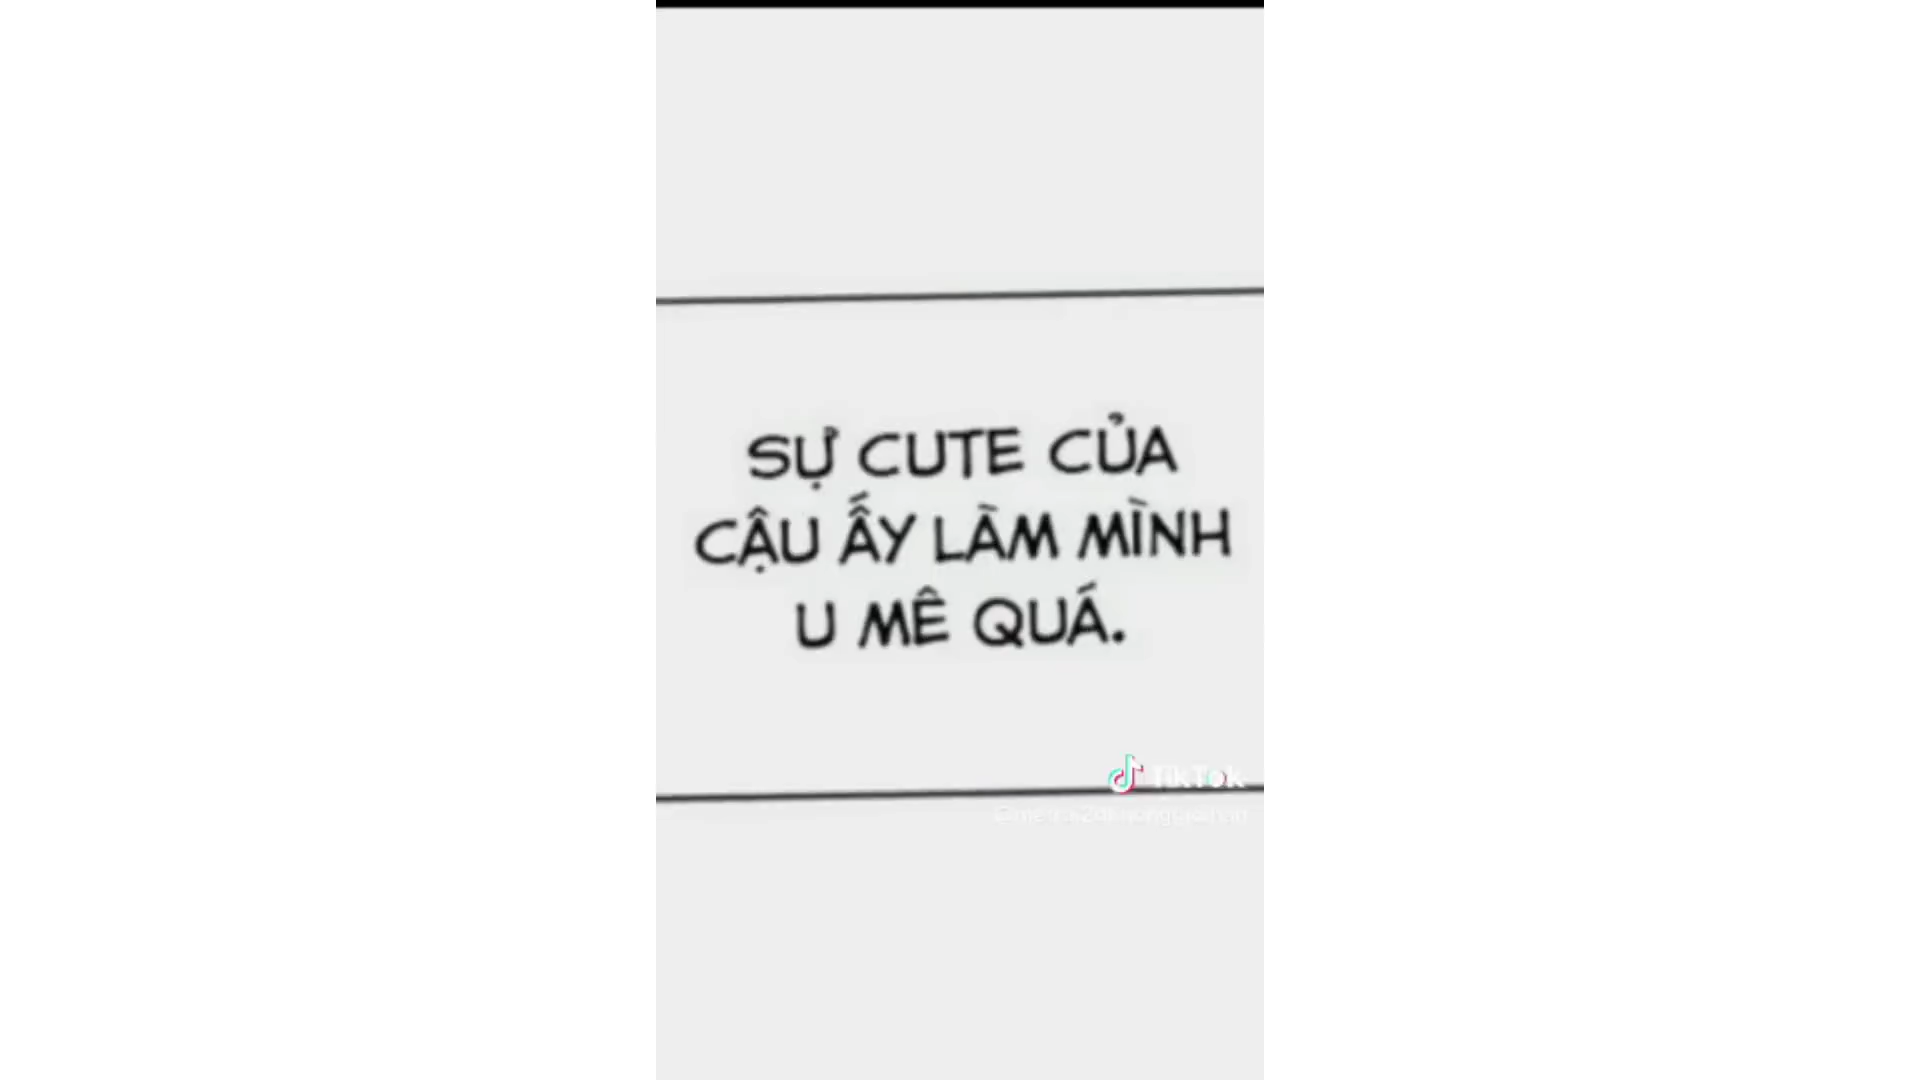 SỰ CUTE CỦA
CẬU ẤY LÀM MÌNH
U MÊ QUÁ.
TikTok